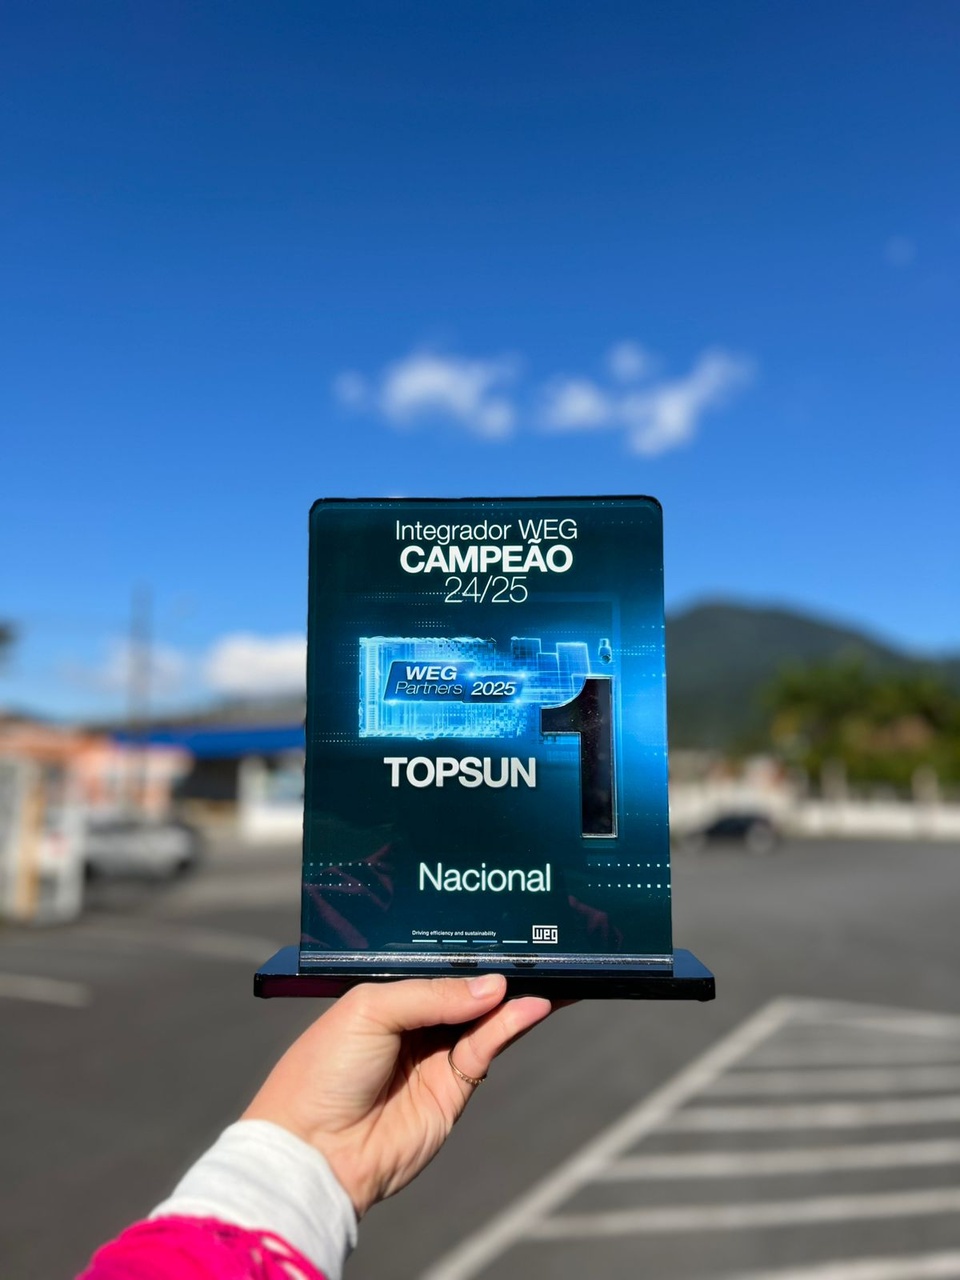 Integrador WEG
CAMPEÃO
24/25
WEG
Partners 2025
1
TOPSUN
Nacional
Driving efficiency and sustainability
weg